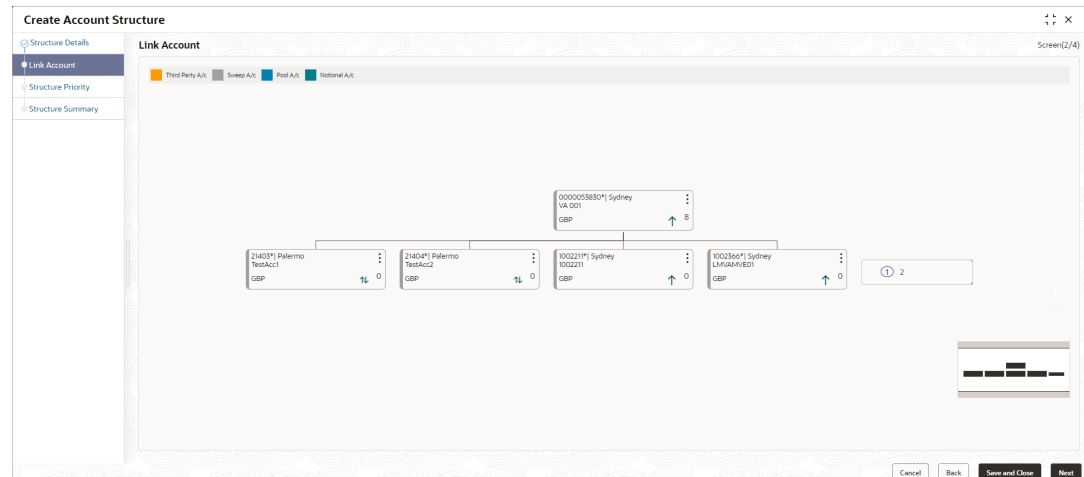 Create Account Structure
Structure Details
Link Account
Structure Priority
Structure Summary
Link Account
Screen(2/4)
Third Party A/c Sweep A/c Pool A/c Notional A/c
0000053830*| Sydney
VA 001
GBP 8
21403*| Palermo
TestAcc1
GBP 0
21404*| Palermo
TestAcc2
GBP 0
1002211*| Sydney
1002211
GBP 0
1002366*| Sydney
LMVAMVE01
GBP 0
1 2
Cancel Back Save and Close Next